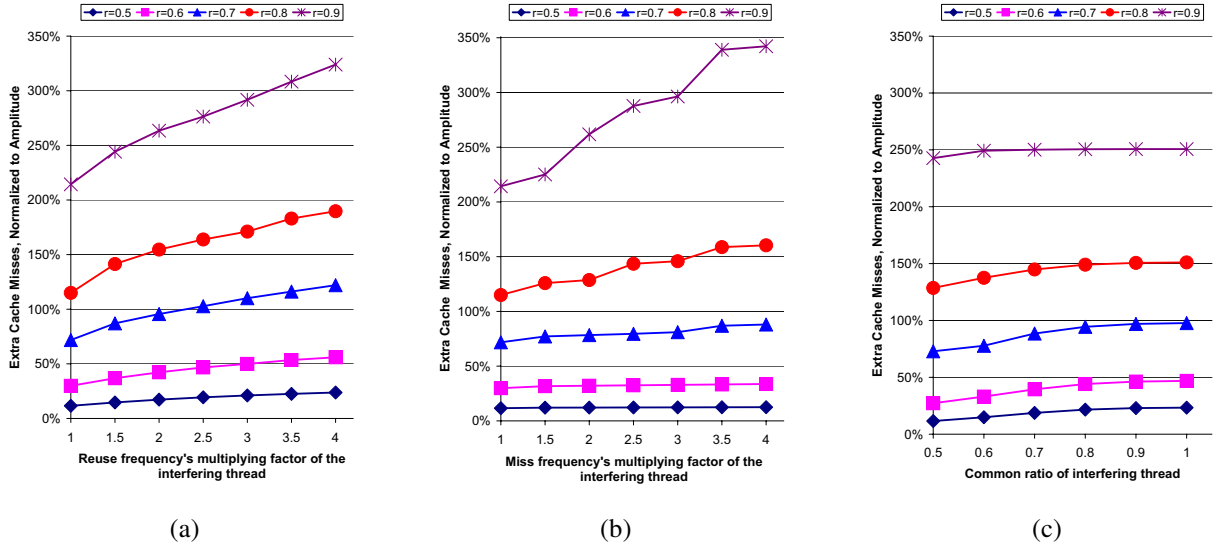 r=0.5 r=0.6 r=0.7 r=0.8 r=0.9
350%
300%
250%
200%
150%
100%
50%
0%
Extra Cache Misses, Normalized to Amplitude
1 1.5 2 2.5 3 3.5 4
Reuse frequency's multiplying factor of the
interfering thread
(a)
r=0.5 r=0.6 r=0.7 r=0.8 r=0.9
350%
300%
250%
200%
150%
100%
50%
0%
Extra Cache Misses, Normalized to Amplitude
1 1.5 2 2.5 3 3.5 4
Miss frequency's multiplying factor of the
interfering thread
(b)
r=0.5 r=0.6 r=0.7 r=0.8 r=0.9
350%
300%
250%
200%
150%
100%
50%
0%
Extra Cache Misses, Normalized to Amplitude
0.5 0.6 0.7 0.8 0.9 1
Common ratio of interfering thread
(c)